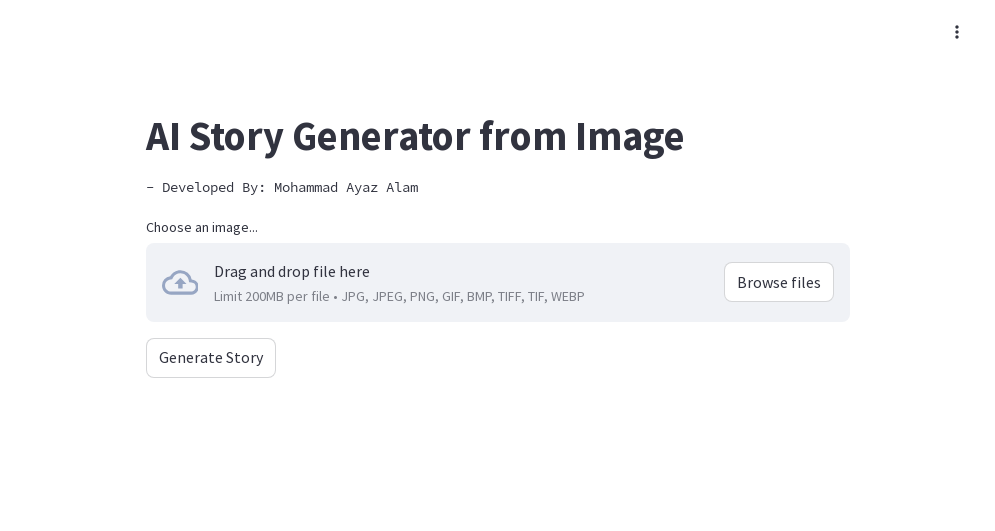 AI Story Generator from Image
- Developed By: Mohammad Ayaz Alam
Choose an image...
Drag and drop file here
Limit 200MB per file • JPG, JPEG, PNG, GIF, BMP, TIFF, TIF, WEBP
Browse files
Generate Story